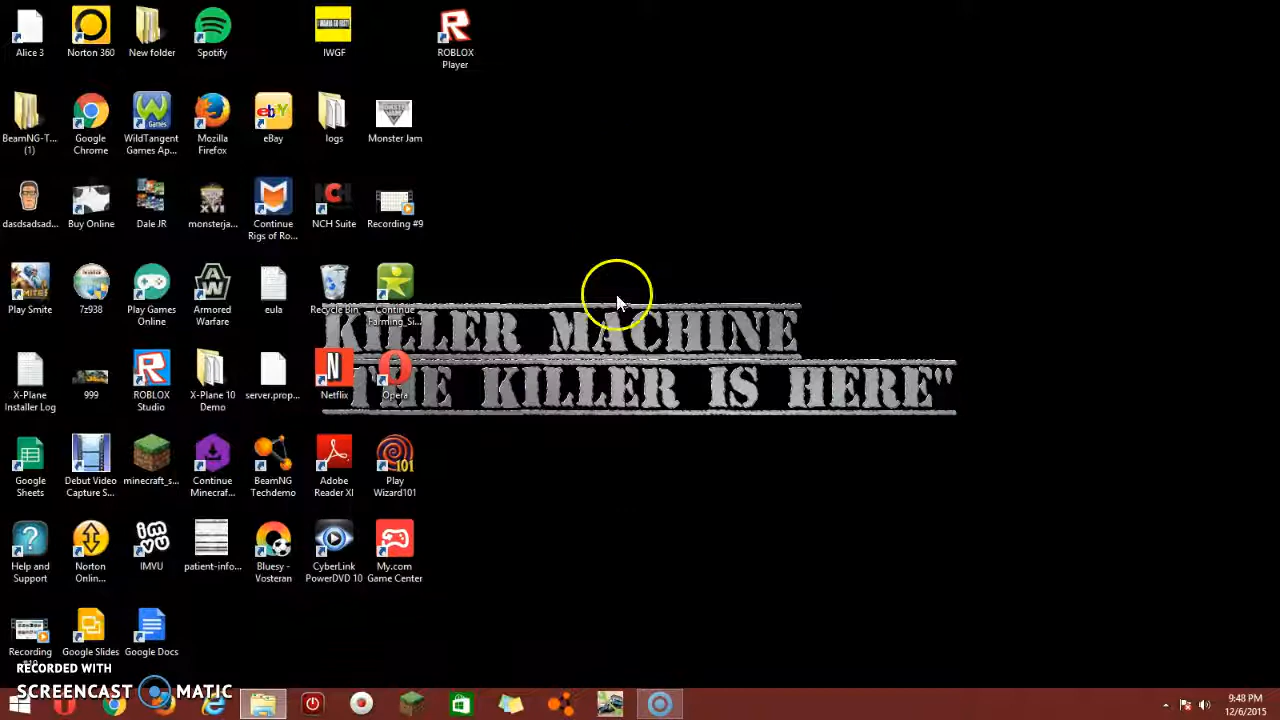 Alice 3
Norton 360
New folder
Spotify
IWGF
ROBLOX
Player
BeamNG-T...
(1)
Google
Chrome
WildTangent
Games Ap...
Mozilla
Firefox
eBay
logs
Monster Jam
dasdsadsad...
Buy Online
Dale JR
monsterja...
Continue
Rigs of Ro...
NCH Suite
Recording #9
Play Smite
7z938
Play Games
Online
Armored
Warfare
eula
Recycle Bin
Continue
Farming_Si...
KILLER MACHINE
THE KILLER IS HERE"
X-Plane
Installer Log
999
ROBLOX
Studio
X-Plane 10
Demo
server.prop...
Netflix
Opera
Google
Sheets
Debut Video
Capture S...
minecraft_s...
Continue
Minecraf...
BeamNG
Techdemo
Adobe
Reader XI
Play
Wizard101
Help and
Support
Norton
Onlin...
IMVU
patient-info...
Bluesy -
Vosteran
CyberLink
PowerDVD 10
My.com
Game Center
Recording
Google Slides
Google Docs
RECORDED WITH
SCREENCAST MATIC
9:48 PM
12/6/2015